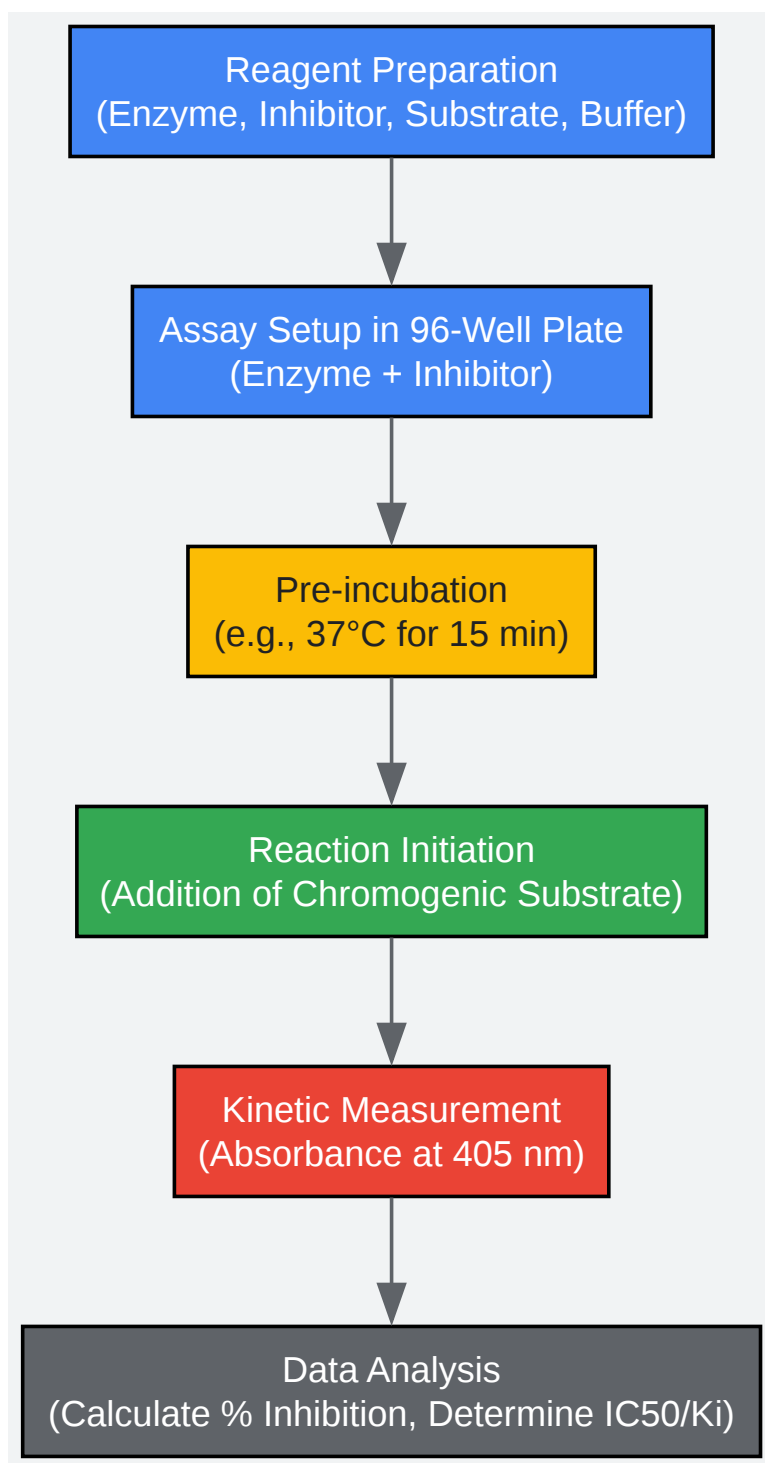 Reagent Preparation
(Enzyme, Inhibitor, Substrate, Buffer)
Assay Setup in 96-Well Plate
(Enzyme + Inhibitor)
Pre-incubation
(e.g., 37°C for 15 min)
Reaction Initiation
(Addition of Chromogenic Substrate)
Kinetic Measurement
(Absorbance at 405 nm)
Data Analysis
(Calculate % Inhibition, Determine IC50/Ki)